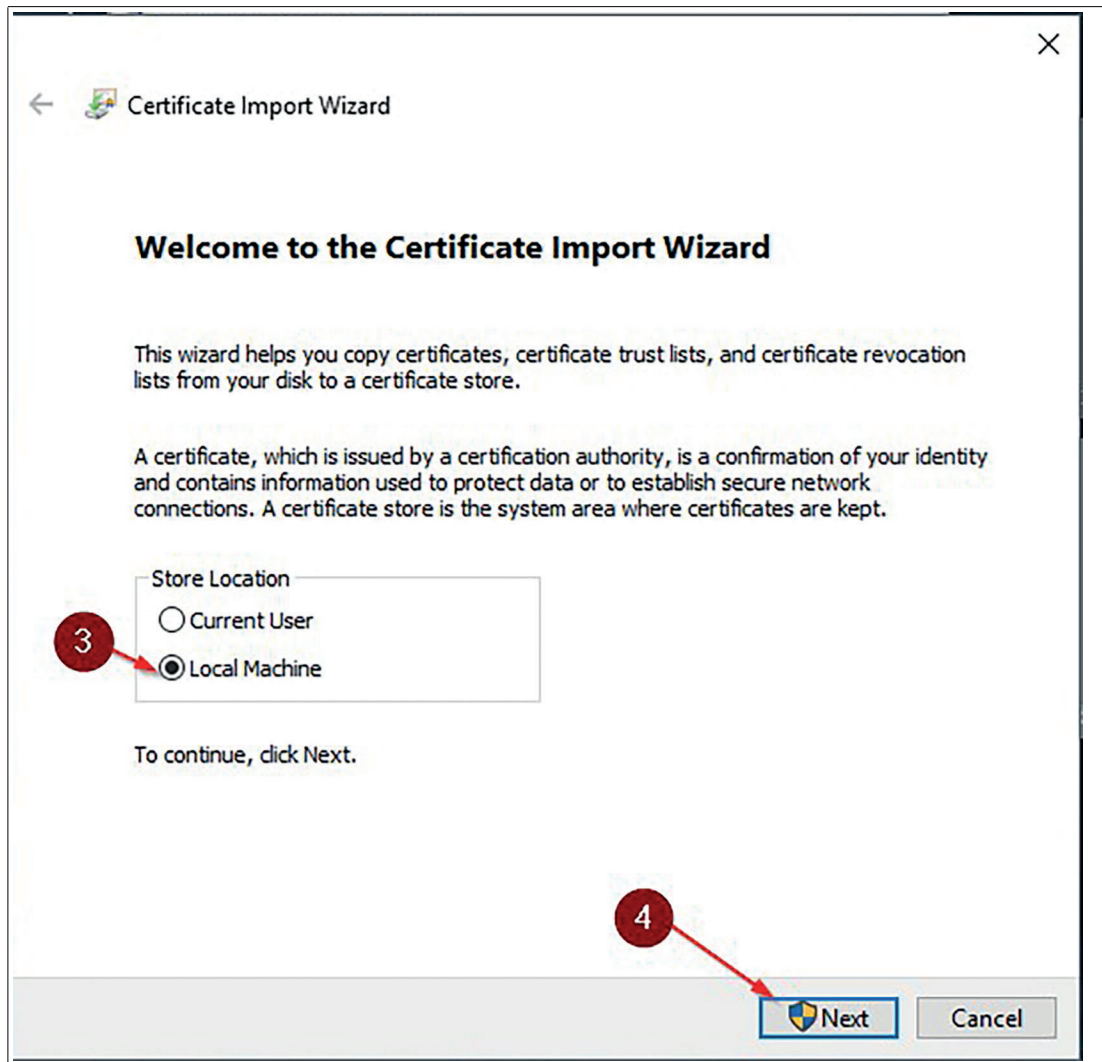 Certificate Import Wizard
Welcome to the Certificate Import Wizard
This wizard helps you copy certificates, certificate trust lists, and certificate revocation
lists from your disk to a certificate store.
A certificate, which is issued by a certification authority, is a confirmation of your identity
and contains information used to protect data or to establish secure network
connections. A certificate store is the system area where certificates are kept.
Store Location
Current User
3
Local Machine
To continue, click Next.
4
Next Cancel